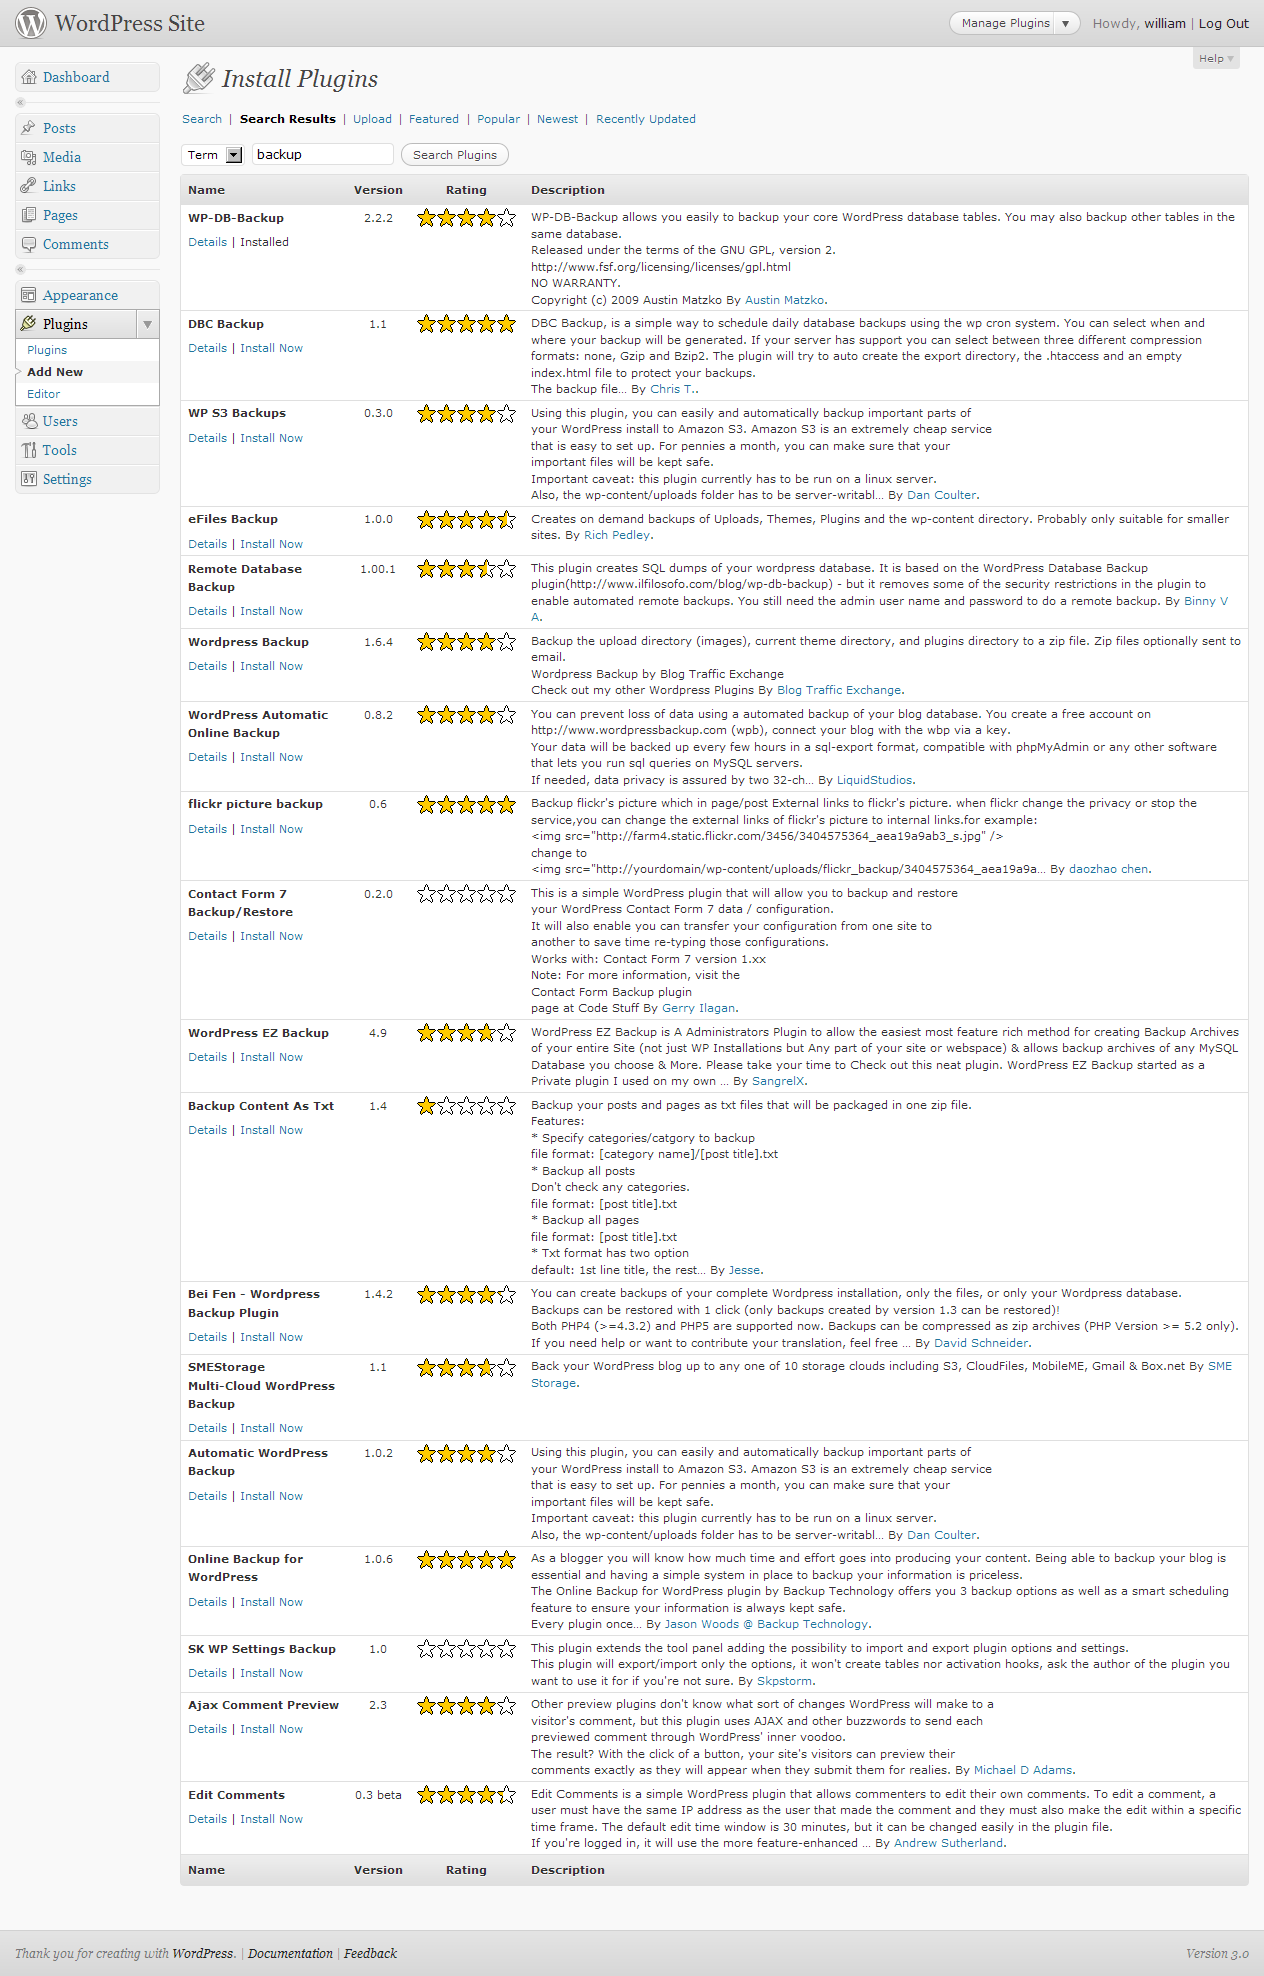 WordPress Site
Manage Plugins
Howdy, william | Log Out
Help
Dashboard
Posts
Media
Links
Pages
Comments
Appearance
Plugins
Plugins
Add New
Editor
Users
Tools
Settings
Install Plugins
Search | Search Results | Upload | Featured | Popular | Newest | Recently Updated
Term backup Search Plugins
Name Version Rating Description
WP-DB-Backup 2.2.2
Details | Installed
WP-DB-Backup allows you easily to backup your core WordPress database tables. You may also backup other tables in the
same database.
Released under the terms of the GNU GPL, version 2.
http://www.fsf.org/licensing/licenses/gpl.html
NO WARRANTY.
Copyright (c) 2009 Austin Matzko By Austin Matzko.
DBC Backup 1.1
Details | Install Now
DBC Backup, is a simple way to schedule daily database backups using the wp cron system. You can select when and
where your backup will be generated. If your server has support you can select between three different compression
formats: none, Gzip and Bzip2. The plugin will try to auto create the export directory, the .htaccess and an empty
index.html file to protect your backups.
The backup file... By Chris T..
WP S3 Backups 0.3.0
Details | Install Now
Using this plugin, you can easily and automatically backup important parts of
your WordPress install to Amazon S3. Amazon S3 is an extremely cheap service
that is easy to set up. For pennies a month, you can make sure that your
important files will be kept safe.
Important caveat: this plugin currently has to be run on a linux server.
Also, the wp-content/uploads folder has to be server-writabl... By Dan Coulter.
eFiles Backup 1.0.0
Details | Install Now
Creates on demand backups of Uploads, Themes, Plugins and the wp-content directory. Probably only suitable for smaller
sites. By Rich Pedley.
Remote Database
Backup
1.00.1
Details | Install Now
This plugin creates SQL dumps of your wordpress database. It is based on the WordPress Database Backup
plugin(http://www.ilfilosofo.com/blog/wp-db-backup) - but it removes some of the security restrictions in the plugin to
enable automated remote backups. You still need the admin user name and password to do a remote backup. By Binny V
A.
Wordpress Backup 1.6.4
Details | Install Now
Backup the upload directory (images), current theme directory, and plugins directory to a zip file. Zip files optionally sent to
email.
Wordpress Backup by Blog Traffic Exchange
Check out my other Wordpress Plugins By Blog Traffic Exchange.
WordPress Automatic
Online Backup
0.8.2
Details | Install Now
You can prevent loss of data using a automated backup of your blog database. You create a free account on
http://www.wordpressbackup.com (wpb), connect your blog with the wbp via a key.
Your data will be backed up every few hours in a sql-export format, compatible with phpMyAdmin or any other software
that lets you run sql queries on MySQL servers.
If needed, data privacy is assured by two 32-ch... By LiquidStudios.
flickr picture backup 0.6
Details | Install Now
Backup flickr's picture which in page/post External links to flickr's picture. when flickr change the privacy or stop the
service,you can change the external links of flickr's picture to internal links.for example:
<img src="http://farm4.static.flickr.com/3456/3404575364_aea19a9ab3_s.jpg" />
change to
<img src="http://yourdomain/wp-content/uploads/flickr_backup/3404575364_aea19a9a... By daozhao chen.
Contact Form 7
Backup/Restore
0.2.0
Details | Install Now
This is a simple WordPress plugin that will allow you to backup and restore
your WordPress Contact Form 7 data / configuration.
It will also enable you can transfer your configuration from one site to
another to save time re-typing those configurations.
Works with: Contact Form 7 version 1.xx
Note: For more information, visit the
Contact Form Backup plugin
page at Code Stuff By Gerry Ilagan.
WordPress EZ Backup 4.9
Details | Install Now
WordPress EZ Backup is A Administrators Plugin to allow the easiest most feature rich method for creating Backup Archives
of your entire Site (not just WP Installations but Any part of your site or webspace) & allows backup archives of any MySQL
Database you choose & More. Please take your time to Check out this neat plugin. WordPress EZ Backup started as a
Private plugin I used on my own ... By SangrelX.
Backup Content As Txt 1.4
Details | Install Now
Backup your posts and pages as txt files that will be packaged in one zip file.
Features:
* Specify categories/catgory to backup
file format: [category name]/[post title].txt
* Backup all posts
Don't check any categories.
file format: [post title].txt
* Backup all pages
file format: [post title].txt
* Txt format has two option
default: 1st line title, the rest... By Jesse.
Bei Fen - Wordpress
Backup Plugin
1.4.2
Details | Install Now
You can create backups of your complete Wordpress installation, only the files, or only your Wordpress database.
Backups can be restored with 1 click (only backups created by version 1.3 can be restored)!
Both PHP4 (>=4.3.2) and PHP5 are supported now. Backups can be compressed as zip archives (PHP Version >= 5.2 only).
If you need help or want to contribute your translation, feel free ... By David Schneider.
SMEStorage
Multi-Cloud WordPress
Backup
1.1
Details | Install Now
Back your WordPress blog up to any one of 10 storage clouds including S3, CloudFiles, MobileME, Gmail & Box.net By SME
Storage.
Automatic WordPress
Backup
1.0.2
Details | Install Now
Using this plugin, you can easily and automatically backup important parts of
your WordPress install to Amazon S3. Amazon S3 is an extremely cheap service
that is easy to set up. For pennies a month, you can make sure that your
important files will be kept safe.
Important caveat: this plugin currently has to be run on a linux server.
Also, the wp-content/uploads folder has to be server-writabl... By Dan Coulter.
Online Backup for
WordPress
1.0.6
Details | Install Now
As a blogger you will know how much time and effort goes into producing your content. Being able to backup your blog is
essential and having a simple system in place to backup your information is priceless.
The Online Backup for WordPress plugin by Backup Technology offers you 3 backup options as well as a smart scheduling
feature to ensure your information is always kept safe.
Every plugin once... By Jason Woods @ Backup Technology.
SK WP Settings Backup 1.0
Details | Install Now
This plugin extends the tool panel adding the possibility to import and export plugin options and settings.
This plugin will export/import only the options, it won't create tables nor activation hooks, ask the author of the plugin you
want to use it for if you're not sure. By Skpstorm.
Ajax Comment Preview 2.3
Details | Install Now
Other preview plugins don't know what sort of changes WordPress will make to a
visitor's comment, but this plugin uses AJAX and other buzzwords to send each
previewed comment through WordPress' inner voodoo.
The result? With the click of a button, your site's visitors can preview their
comments exactly as they will appear when they submit them for realies. By Michael D Adams.
Edit Comments 0.3 beta
Details | Install Now
Edit Comments is a simple WordPress plugin that allows commenters to edit their own comments. To edit a comment, a
user must have the same IP address as the user that made the comment and they must also make the edit within a specific
time frame. The default edit time window is 30 minutes, but it can be changed easily in the plugin file.
If you're logged in, it will use the more feature-enhanced ... By Andrew Sutherland.
Name Version Rating Description
Thank you for creating with WordPress. | Documentation | Feedback
Version 3.0